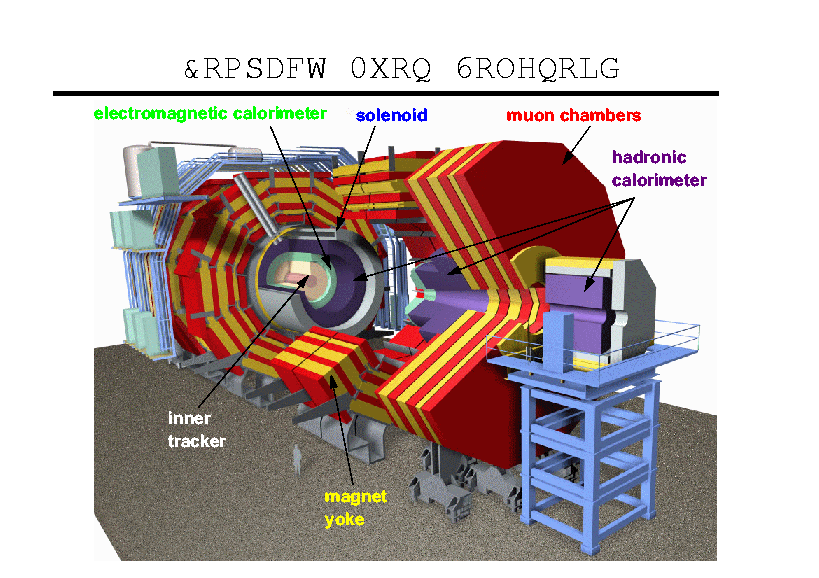 &RPSDFW 0XRQ 6ROHQRLG
electromagnetic calorimeter
solenoid
muon chambers
hadronic
calorimeter
inner
tracker
magnet
yoke